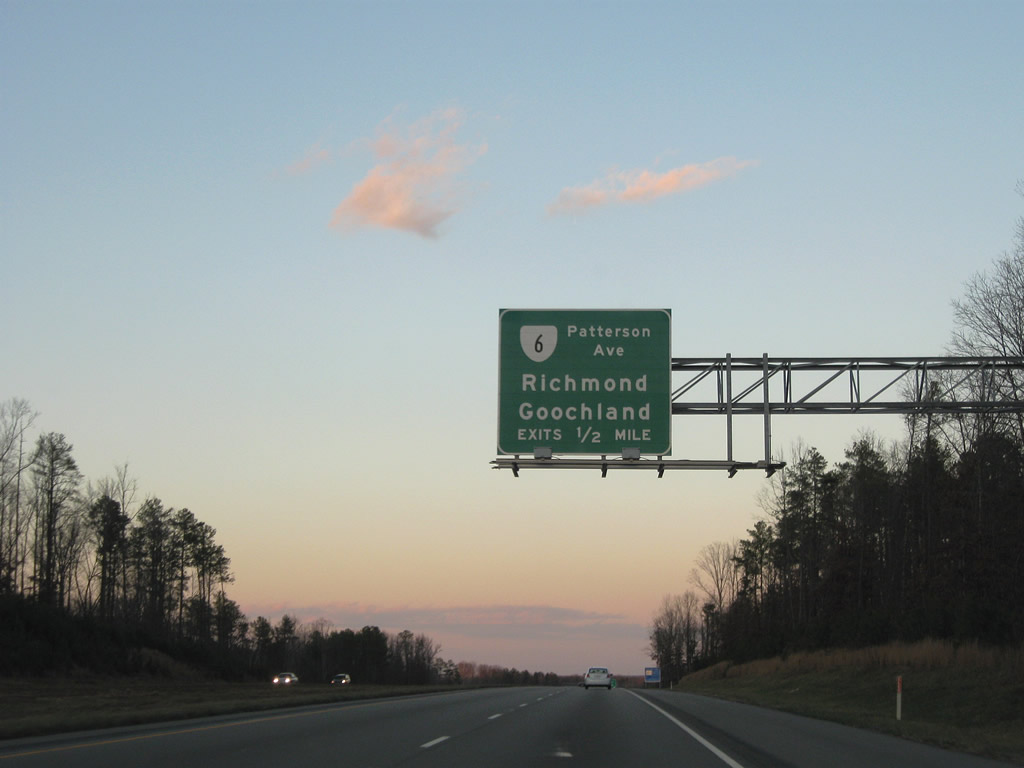 6 Patterson
Ave
Richmond
Goochland
EXITS 1/2 MILE